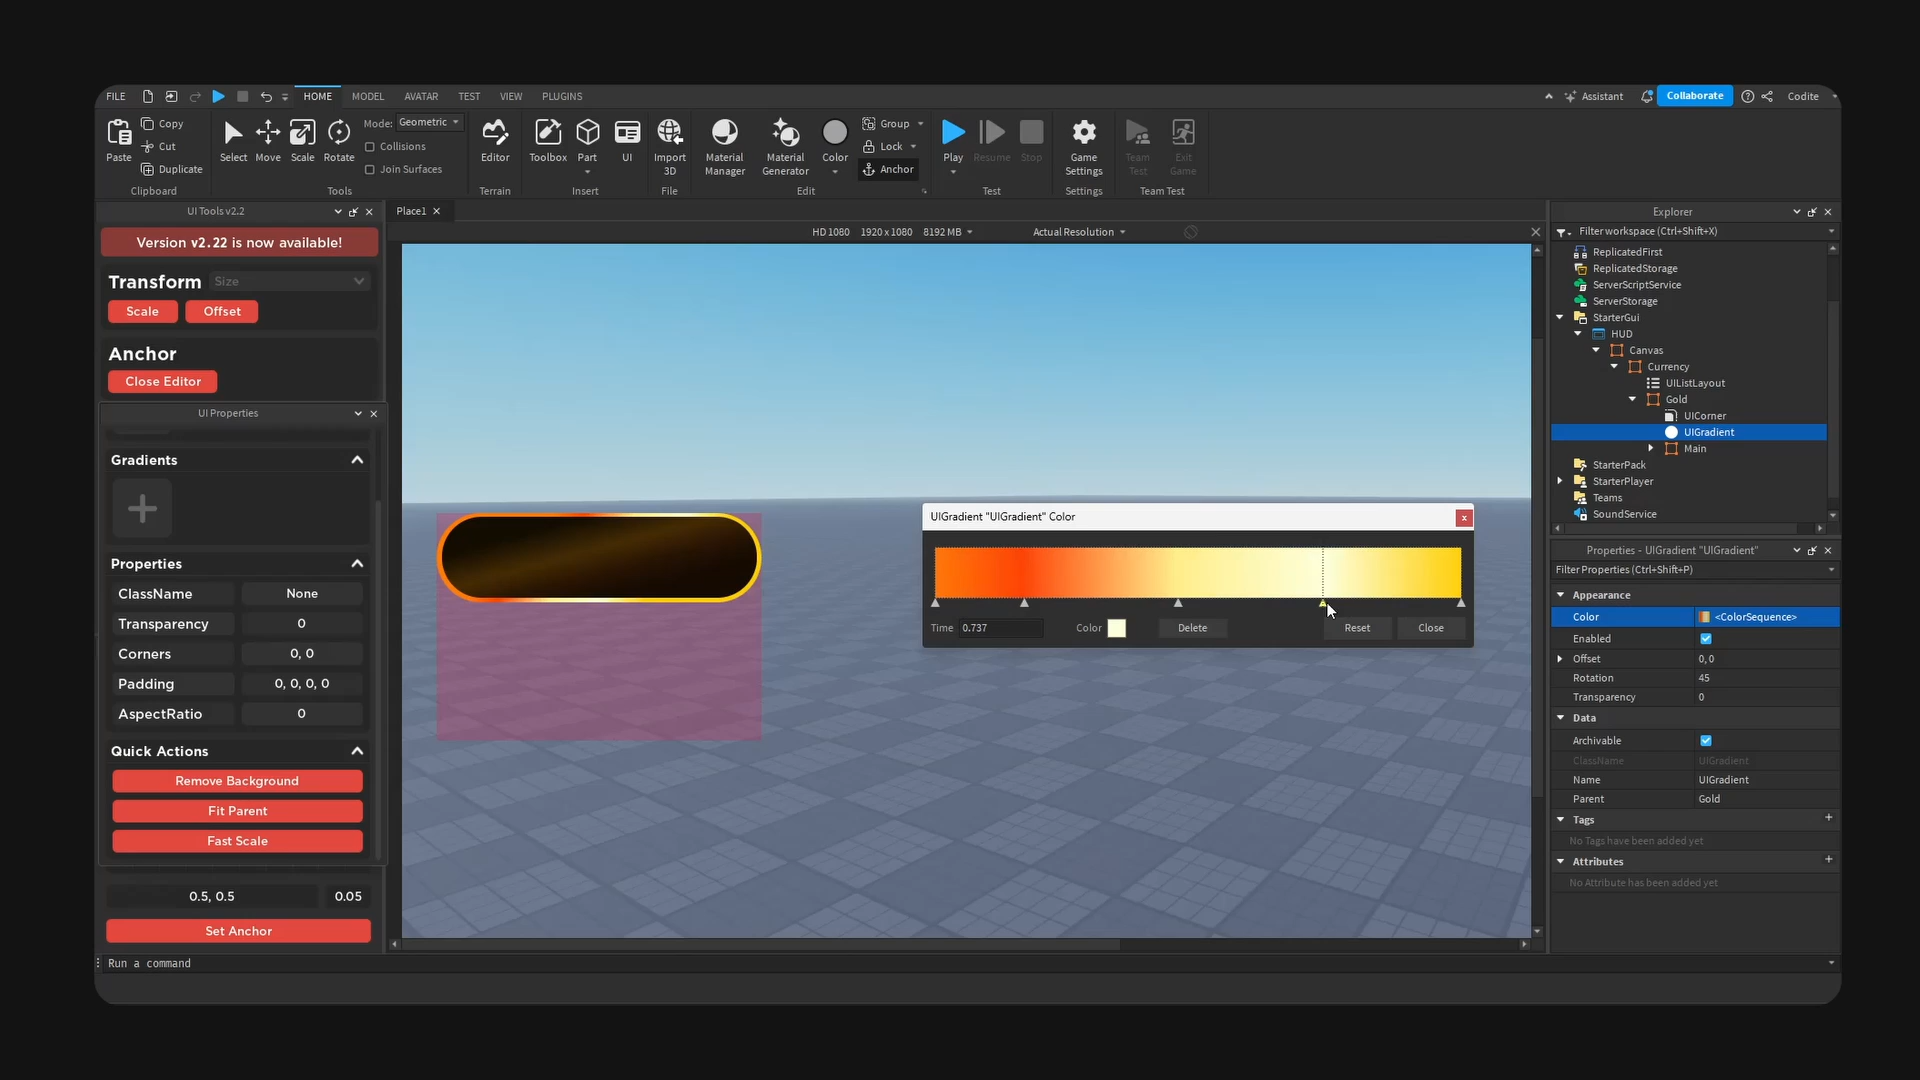 FILE HOME MODEL AVATAR TEST VIEW PLUGINS Assistant Collaborate Codite
Paste Copy Cut Duplicate Clipboard
Select Move Scale Rotate Mode: Geometric Collisions Join Surfaces Tools
Editor Terrain
Toolbox Part UI Insert
Import 3D File
Material Manager Material Generator Color Group Lock Anchor Edit
Play Resume Stop Test
Game Settings Settings
Team Test Exit Game Team Test
UI Tools v2.2
Version v2.22 is now available!
Transform Size
Scale Offset
Anchor
Close Editor
UI Properties
Gradients
Properties
ClassName None
Transparency 0
Corners 0, 0
Padding 0, 0, 0, 0
AspectRatio 0
Quick Actions
Remove Background
Fit Parent
Fast Scale
0.5, 0.5 0.05
Set Anchor
Run a command
Place1
HD 1080 1920 x 1080 8192 MB Actual Resolution
UIGradient "UIGradient" Color
Time 0.737 Color Delete Reset Close
Explorer
Filter workspace (Ctrl+Shift+X)
ReplicatedFirst
ReplicatedStorage
ServerScriptService
ServerStorage
StarterGui
HUD
Canvas
Currency
UIListLayout
Gold
UICorner
UIGradient
Main
StarterPack
StarterPlayer
Teams
SoundService
Properties - UIGradient "UIGradient"
Filter Properties (Ctrl+Shift+P)
Appearance
Color <ColorSequence>
Enabled
Offset 0, 0
Rotation 45
Transparency 0
Data
Archivable
ClassName UIGradient
Name UIGradient
Parent Gold
Tags
No Tags have been added yet
Attributes
No Attribute has been added yet